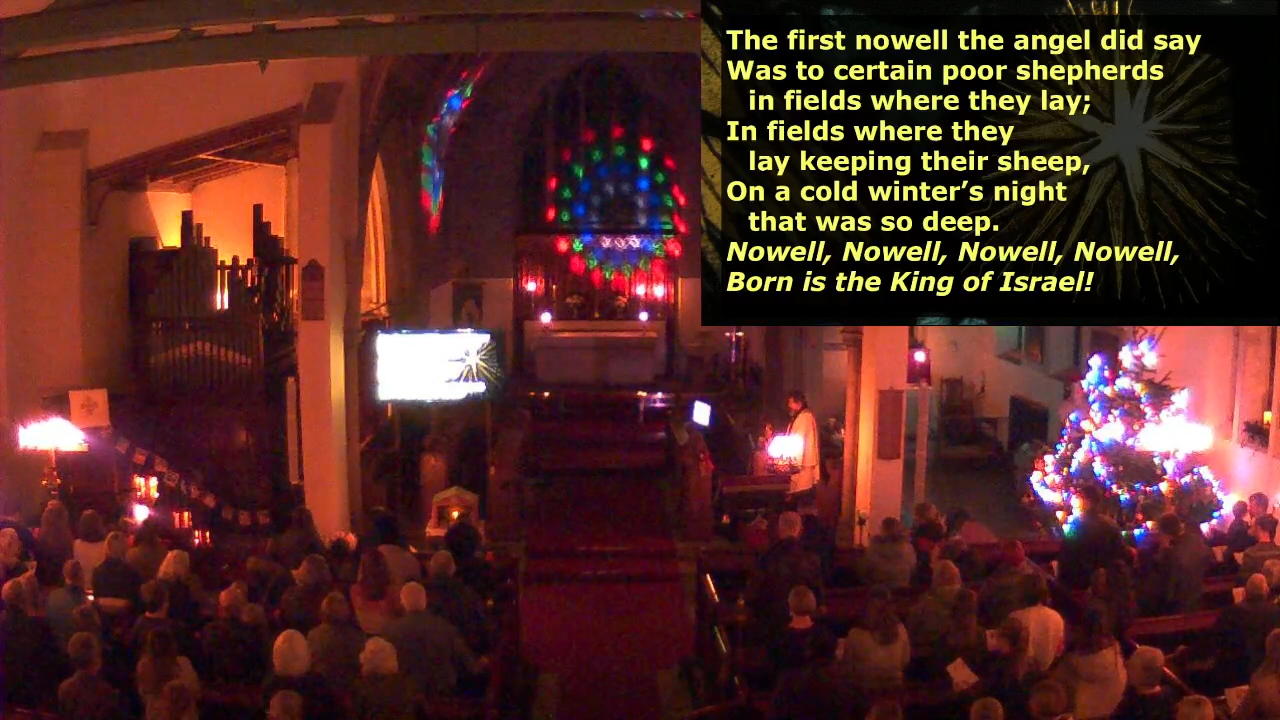 The first nowell the angel did say
Was to certain poor shepherds
in fields where they lay;
In fields where they
lay keeping their sheep,
On a cold winter’s night
that was so deep.
Nowell, Nowell, Nowell, Nowell,
Born is the King of Israel!